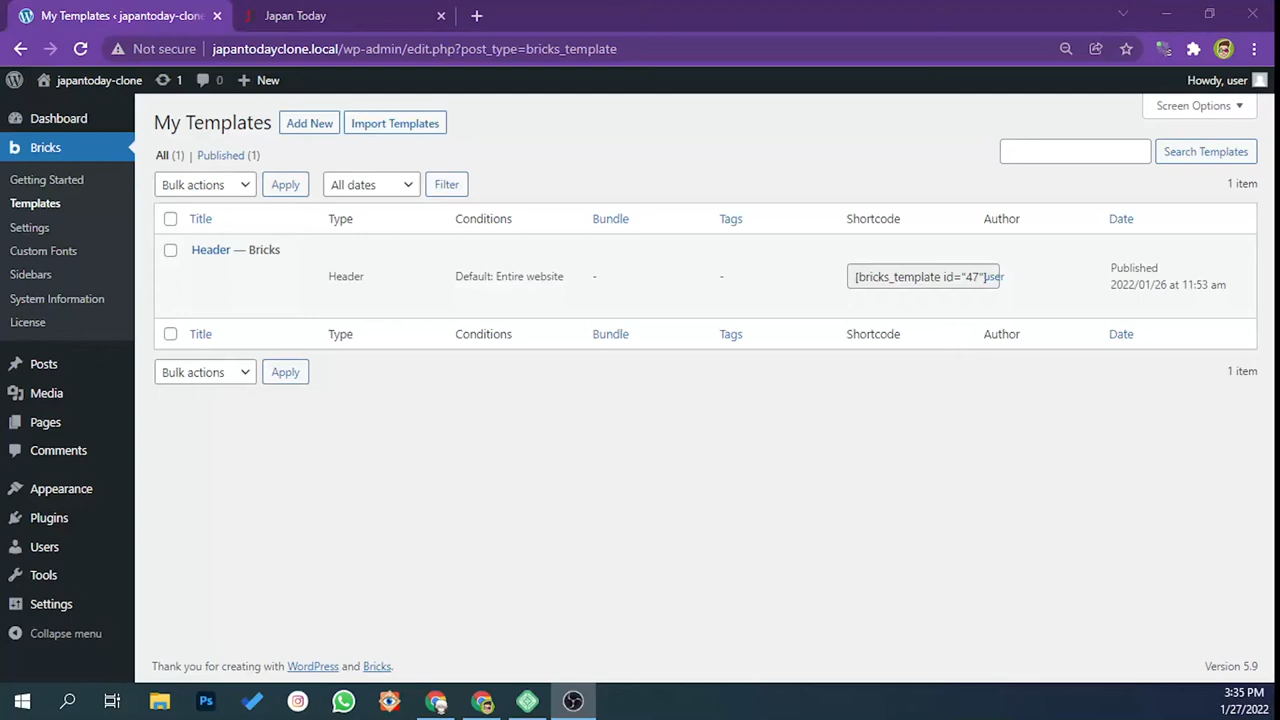 My Templates ‹ japantoday-clone
Japan Today
Not secure
japantodayclone.local/wp-admin/edit.php?post_type=bricks_template
japantoday-clone
1
0
New
Howdy, user
Dashboard
Bricks
Getting Started
Templates
Settings
Custom Fonts
Sidebars
System Information
License
Posts
Media
Pages
Comments
Appearance
Plugins
Users
Tools
Settings
Collapse menu
Screen Options
My Templates
Add New
Import Templates
All (1) | Published (1)
Search Templates
Bulk actions
Apply
All dates
Filter
1 item
Title
Type
Conditions
Bundle
Tags
Shortcode
Author
Date
Header — Bricks
Header
Default: Entire website
-
-
[bricks_template id="47"]
user
Published
2022/01/26 at 11:53 am
Title
Type
Conditions
Bundle
Tags
Shortcode
Author
Date
Bulk actions
Apply
1 item
Thank you for creating with WordPress and Bricks.
Version 5.9
Ps
3:35 PM
1/27/2022